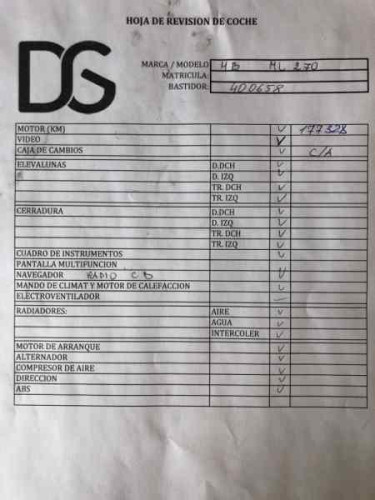 HOJA DE REVISION DE COCHE
DS
MARCA / MODELO MB ML 270
MATRICULA:
BASTIDOR: 400658
MOTOR (KM) ✓ 177328
VIDEO ✓
CAJA DE CAMBIOS ✓ C/A
ELEVALUNAS D.DCH ✓
D. IZQ ✓
TR. DCH ✓
TR. IZQ ✓
CERRADURA D.DCH ✓
D. IZQ ✓
TR. DCH ✓
TR. IZQ ✓
CUADRO DE INSTRUMENTOS ✓
PANTALLA MULTIFUNCION
NAVEGADOR RADIO CD ✓
MANDO DE CLIMAT Y MOTOR DE CALEFACCION ✓
ELECTROVENTILADOR
RADIADORES: AIRE ✓
AGUA ✓
INTERCOLER ✓
MOTOR DE ARRANQUE ✓
ALTERNADOR ✓
COMPRESOR DE AIRE ✓
DIRECCION ✓
ABS ✓